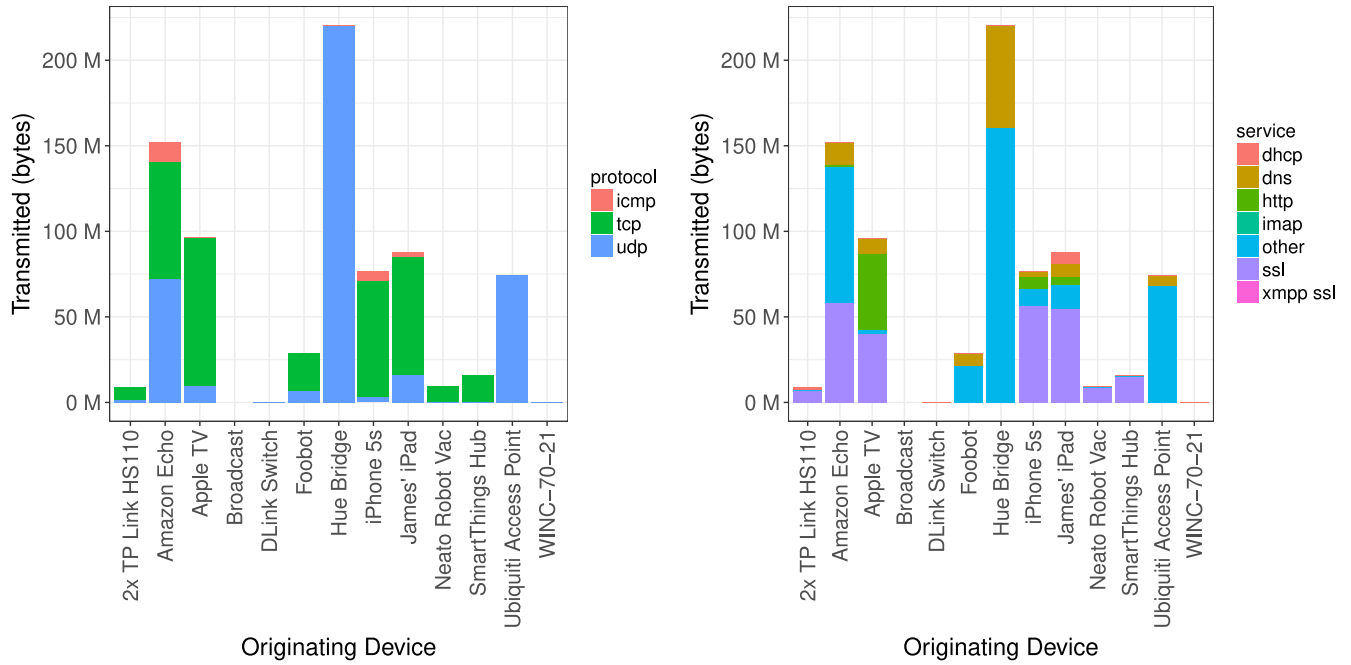 200 M
150 M
100 M
50 M
0 M
Transmitted (bytes)
2x TP Link HS110
Amazon Echo
Apple TV
Broadcast
DLink Switch
Foobot
Hue Bridge
iPhone 5s
James' iPad
Neato Robot Vac
SmartThings Hub
Ubiquiti Access Point
WINC−70−21
Originating Device
protocol
icmp
tcp
udp
200 M
150 M
100 M
50 M
0 M
Transmitted (bytes)
2x TP Link HS110
Amazon Echo
Apple TV
Broadcast
DLink Switch
Foobot
Hue Bridge
iPhone 5s
James' iPad
Neato Robot Vac
SmartThings Hub
Ubiquiti Access Point
WINC−70−21
Originating Device
service
dhcp
dns
http
imap
other
ssl
xmpp ssl